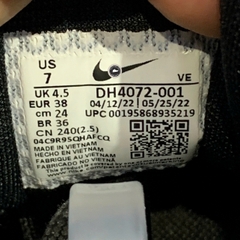 US
7
VE
UK 4.5
DH4072-001
EUR 38
04/12/22 05/25/22
cm 24
UPC 00195868935219
BR 36
CN 240(2.5)
MADE IN VIETNAM
FABRIQUÉ AU VIETNAM
HECHO EN VIETNAM